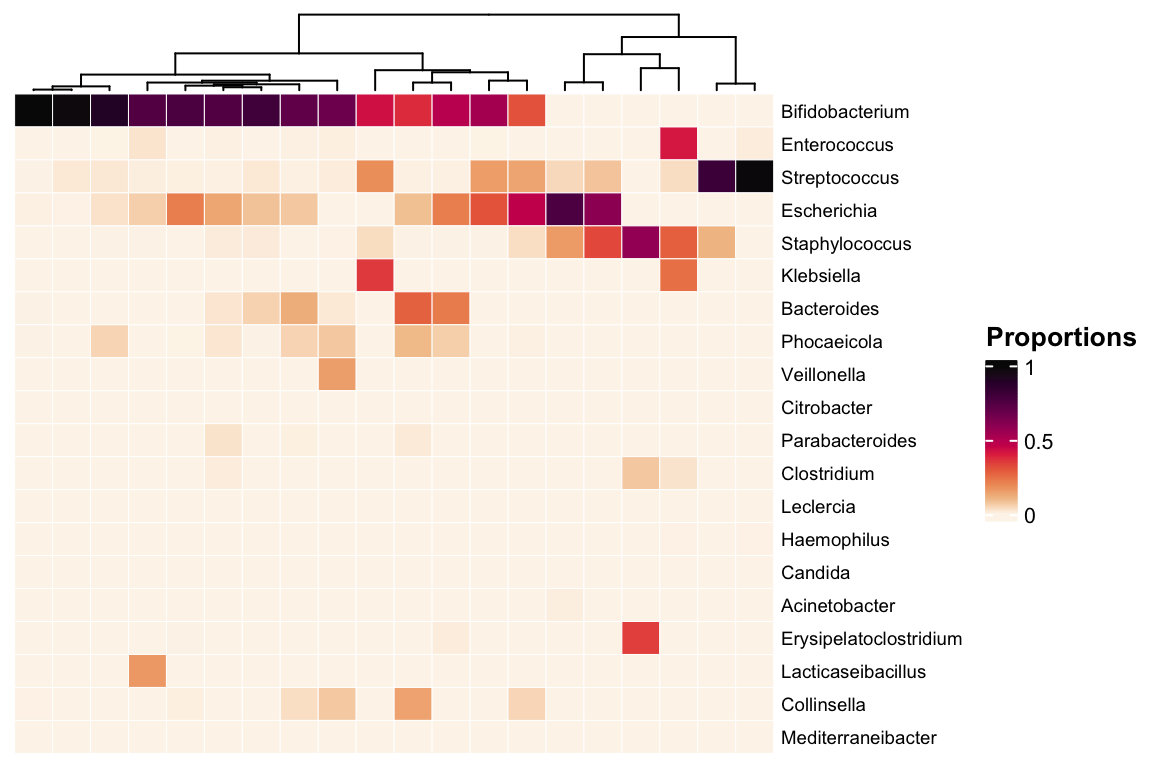 Bifidobacterium
Enterococcus
Streptococcus
Escherichia
Staphylococcus
Klebsiella
Bacteroides
Phocaeicola
Veillonella
Citrobacter
Parabacteroides
Clostridium
Leclercia
Haemophilus
Candida
Acinetobacter
Erysipelatoclostridium
Lacticaseibacillus
Collinsella
Mediterraneibacter
Proportions
1
0.5
0